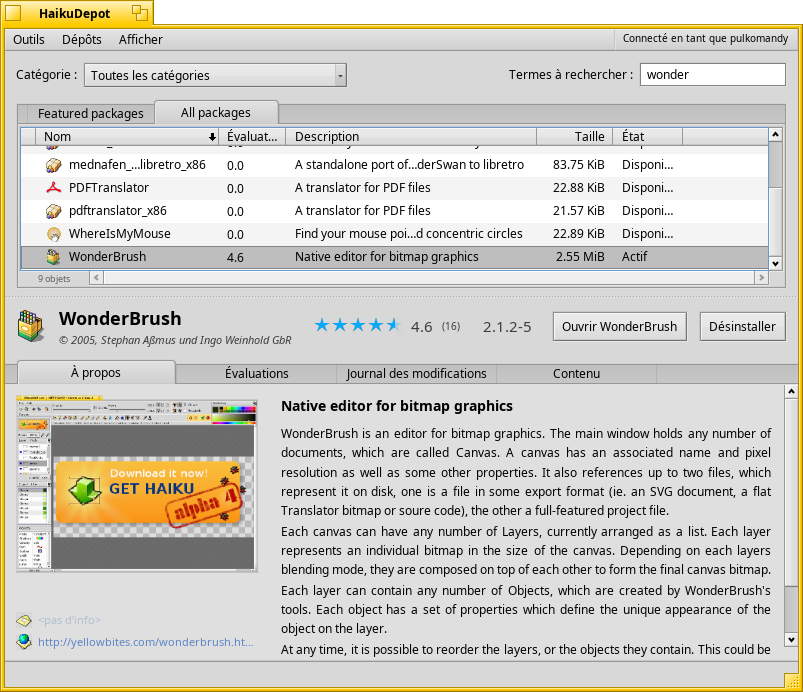 HaikuDepot
Outils Dépôts Afficher
Connecté en tant que pulkomandy
Catégorie : Toutes les catégories
Termes à rechercher : wonder
Featured packages All packages
Nom Évaluat... Description Taille État
mednafen_...libretro_x86 0.0 A standalone port of...derSwan to libretro 83.75 KiB Disponi...
PDFTranslator 0.0 A translator for PDF files 22.88 KiB Disponi...
pdftranslator_x86 0.0 A translator for PDF files 21.57 KiB Disponi...
WhereIsMyMouse 0.0 Find your mouse poi...d concentric circles 22.89 KiB Disponi...
WonderBrush 4.6 Native editor for bitmap graphics 2.55 MiB Actif
9 objets
WonderBrush
© 2005, Stephan Aßmus und Ingo Weinhold GbR
4.6 (16) 2.1.2-5
Ouvrir WonderBrush Désinstaller
À propos Évaluations Journal des modifications Contenu
Download it now!
GET HAIKU
alpha 4
<pas d'info>
http://yellowbites.com/wonderbrush.ht...
Native editor for bitmap graphics
WonderBrush is an editor for bitmap graphics. The main window holds any number of
documents, which are called Canvas. A canvas has an associated name and pixel
resolution as well as some other properties. It also references up to two files, which
represent it on disk, one is a file in some export format (ie. an SVG document, a flat
Translator bitmap or soure code), the other a full-featured project file.
Each canvas can have any number of Layers, currently arranged as a list. Each layer
represents an individual bitmap in the size of the canvas. Depending on each layers
blending mode, they are composed on top of each other to form the final canvas bitmap.
Each layer can contain any number of Objects, which are created by WonderBrush's
tools. Each object has a set of properties which define the unique appearance of the
object on the layer.
At any time, it is possible to reorder the layers, or the objects they contain. This could be